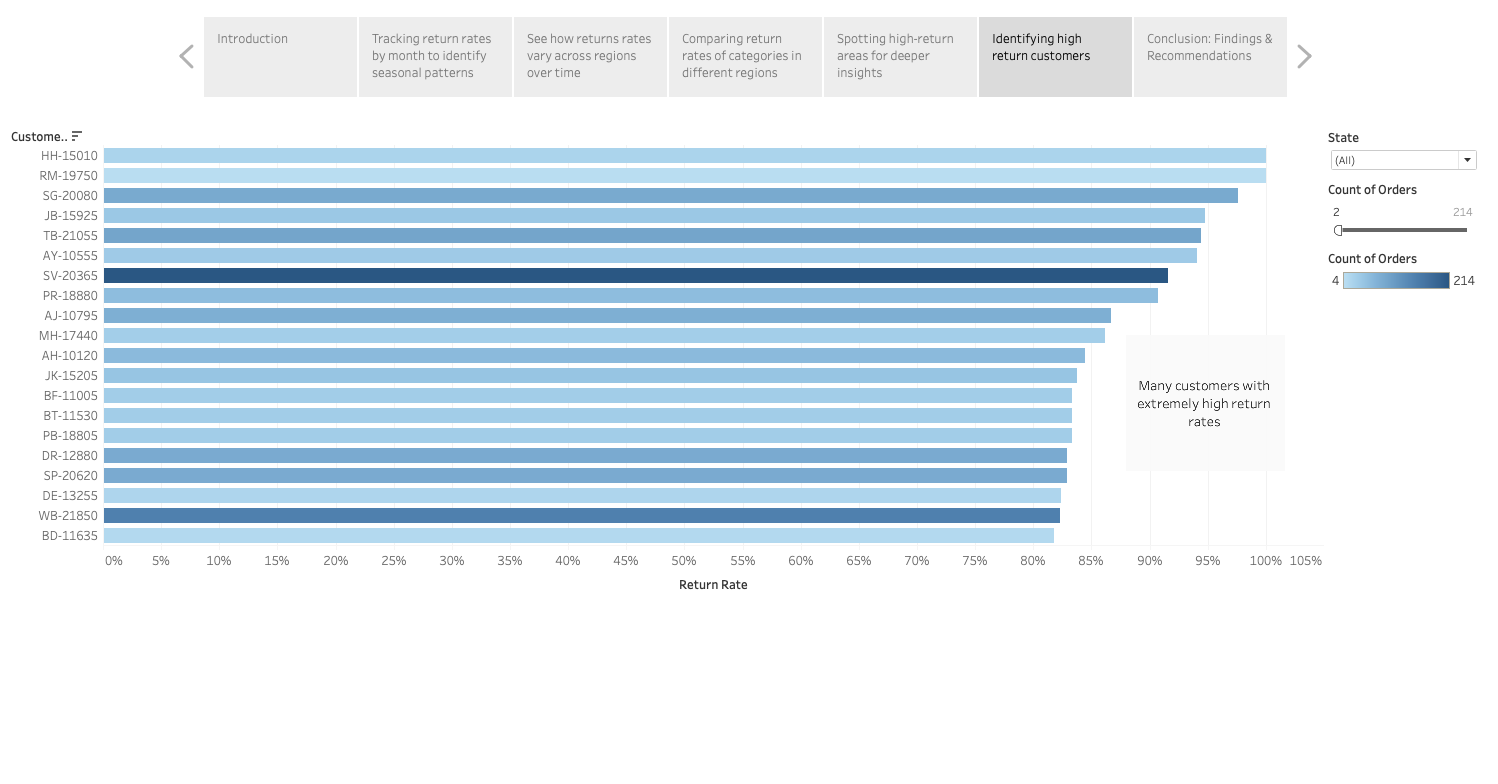 Introduction
Tracking return rates
by month to identify
seasonal patterns
See how returns rates
vary across regions
over time
Comparing return
rates of categories in
different regions
Spotting high-return
areas for deeper
insights
Identifying high
return customers
Conclusion: Findings &
Recommendations
Custome..
HH-15010
RM-19750
SG-20080
JB-15925
TB-21055
AY-10555
SV-20365
PR-18880
AJ-10795
MH-17440
AH-10120
JK-15205
BF-11005
BT-11530
PB-18805
DR-12880
SP-20620
DE-13255
WB-21850
BD-11635
0% 5% 10% 15% 20% 25% 30% 35% 40% 45% 50% 55% 60% 65% 70% 75% 80% 85% 90% 95% 100% 105%
Return Rate
Many customers with
extremely high return
rates
State
(All)
Count of Orders
2 214
Count of Orders
4 214